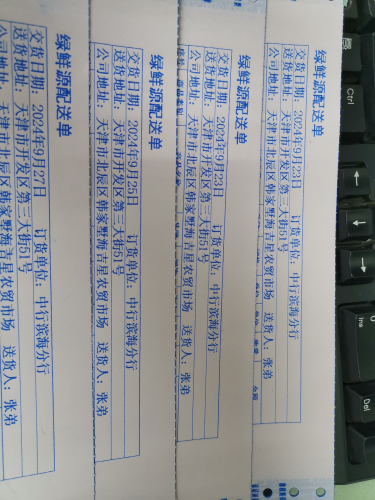 绿鲜源配送单
交货日期: 2024年9月23日 订货单位: 中行滨海分行
送货地址: 天津市开发区第三大街51号
公司地址: 天津市北辰区韩家墅海吉星农贸市场 送货人: 张弟
绿鲜源配送单
交货日期: 2024年9月23日 订货单位: 中行滨海分行
送货地址: 天津市开发区第三大街51号
公司地址: 天津市北辰区韩家墅海吉星农贸市场 送货人: 张弟
绿鲜源配送单
交货日期: 2024年9月25日 订货单位: 中行滨海分行
送货地址: 天津市开发区第三大街51号
公司地址: 天津市北辰区韩家墅海吉星农贸市场 送货人: 张弟
绿鲜源配送单
交货日期: 2024年9月27日 订货单位: 中行滨海分行
送货地址: 天津市开发区第三大街51号
公司地址: 天津市北辰区韩家墅海吉星农贸市场 送货人: 张弟
Ctrl
←
↓
→
0
Ins
Del